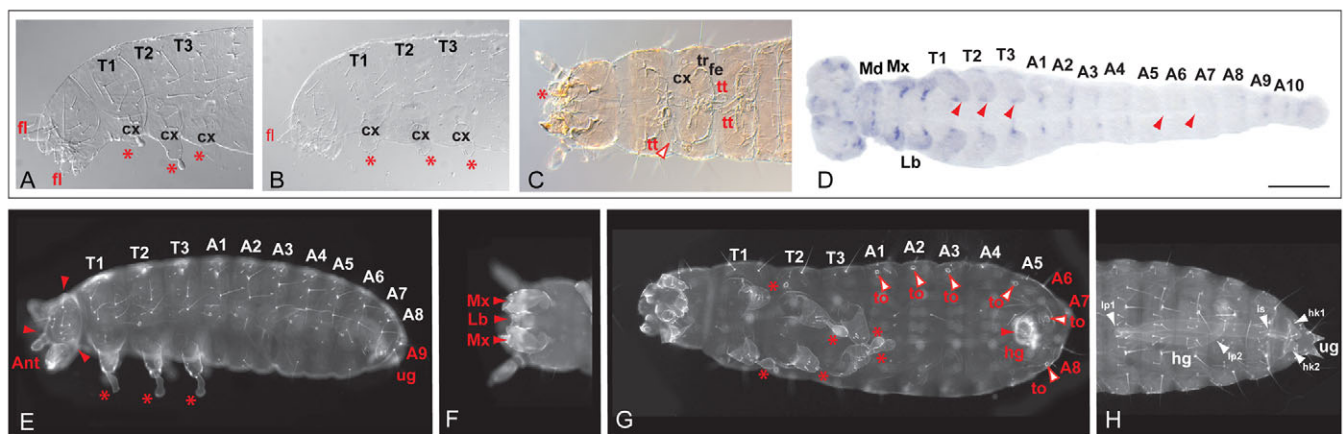 T1 T2 T3
cx cx cx
fl fl
* * *
A
T1 T2 T3
fl
cx cx cx
* * *
B
*
cx tr fe
tt
tt
tt
C
Md Mx T1 T2 T3 A1 A2 A3 A4 A5 A6 A7 A8 A9 A10
Lb
D
T1 T2 T3 A1 A2 A3 A4 A5 A6 A7 A8 A9
Ant
ug
* * *
E
Mx
Lb
Mx
F
T1 T2 T3 A1 A2 A3 A4 A5 A6 A7 A8
to to to to to to
hg
* * * * *
G
lp1 is hk1
hg lp2 hk2 ug
H